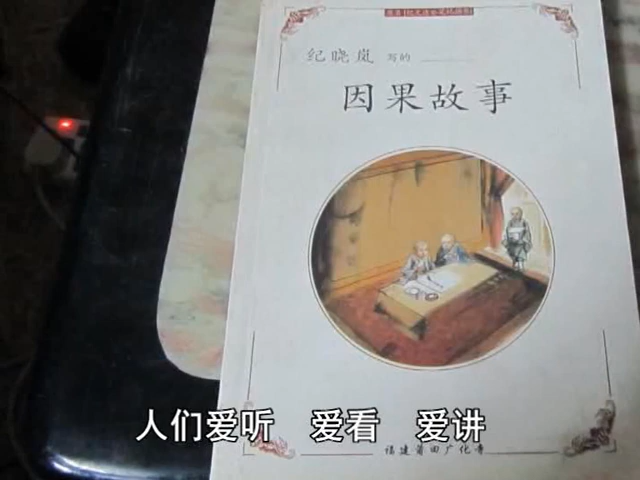 纪晓岚 写的
因果故事
人们爱听 爱看 爱讲
福建莆田广化寺